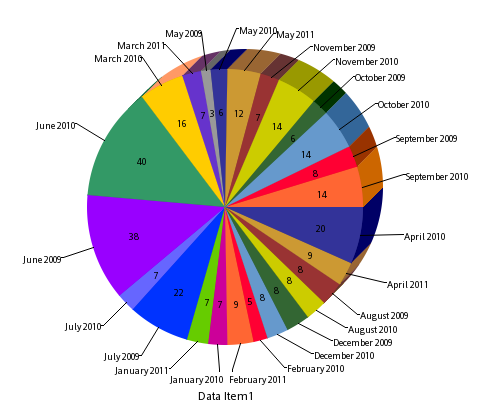 May 2009
May 2010
May 2011
March 2011
November 2009
March 2010
November 2010
October 2009
October 2010
June 2010
September 2009
September 2010
April 2010
June 2009
April 2011
July 2010
August 2009
August 2010
July 2009
December 2009
December 2010
January 2011
February 2010
January 2010
February 2011
7
3
6
12
7
14
6
16
14
40
8
14
20
38
9
7
8
8
22
8
8
7
7
9
5
Data Item1